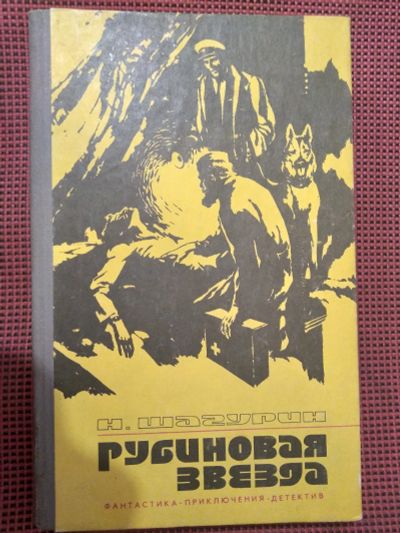 Н. ШАГУРИН
РУБИНОВАЯ
ЗВЕЗДА
ФАНТАСТИКА-ПРИКЛЮЧЕНИЯ-ДЕТЕКТИВ